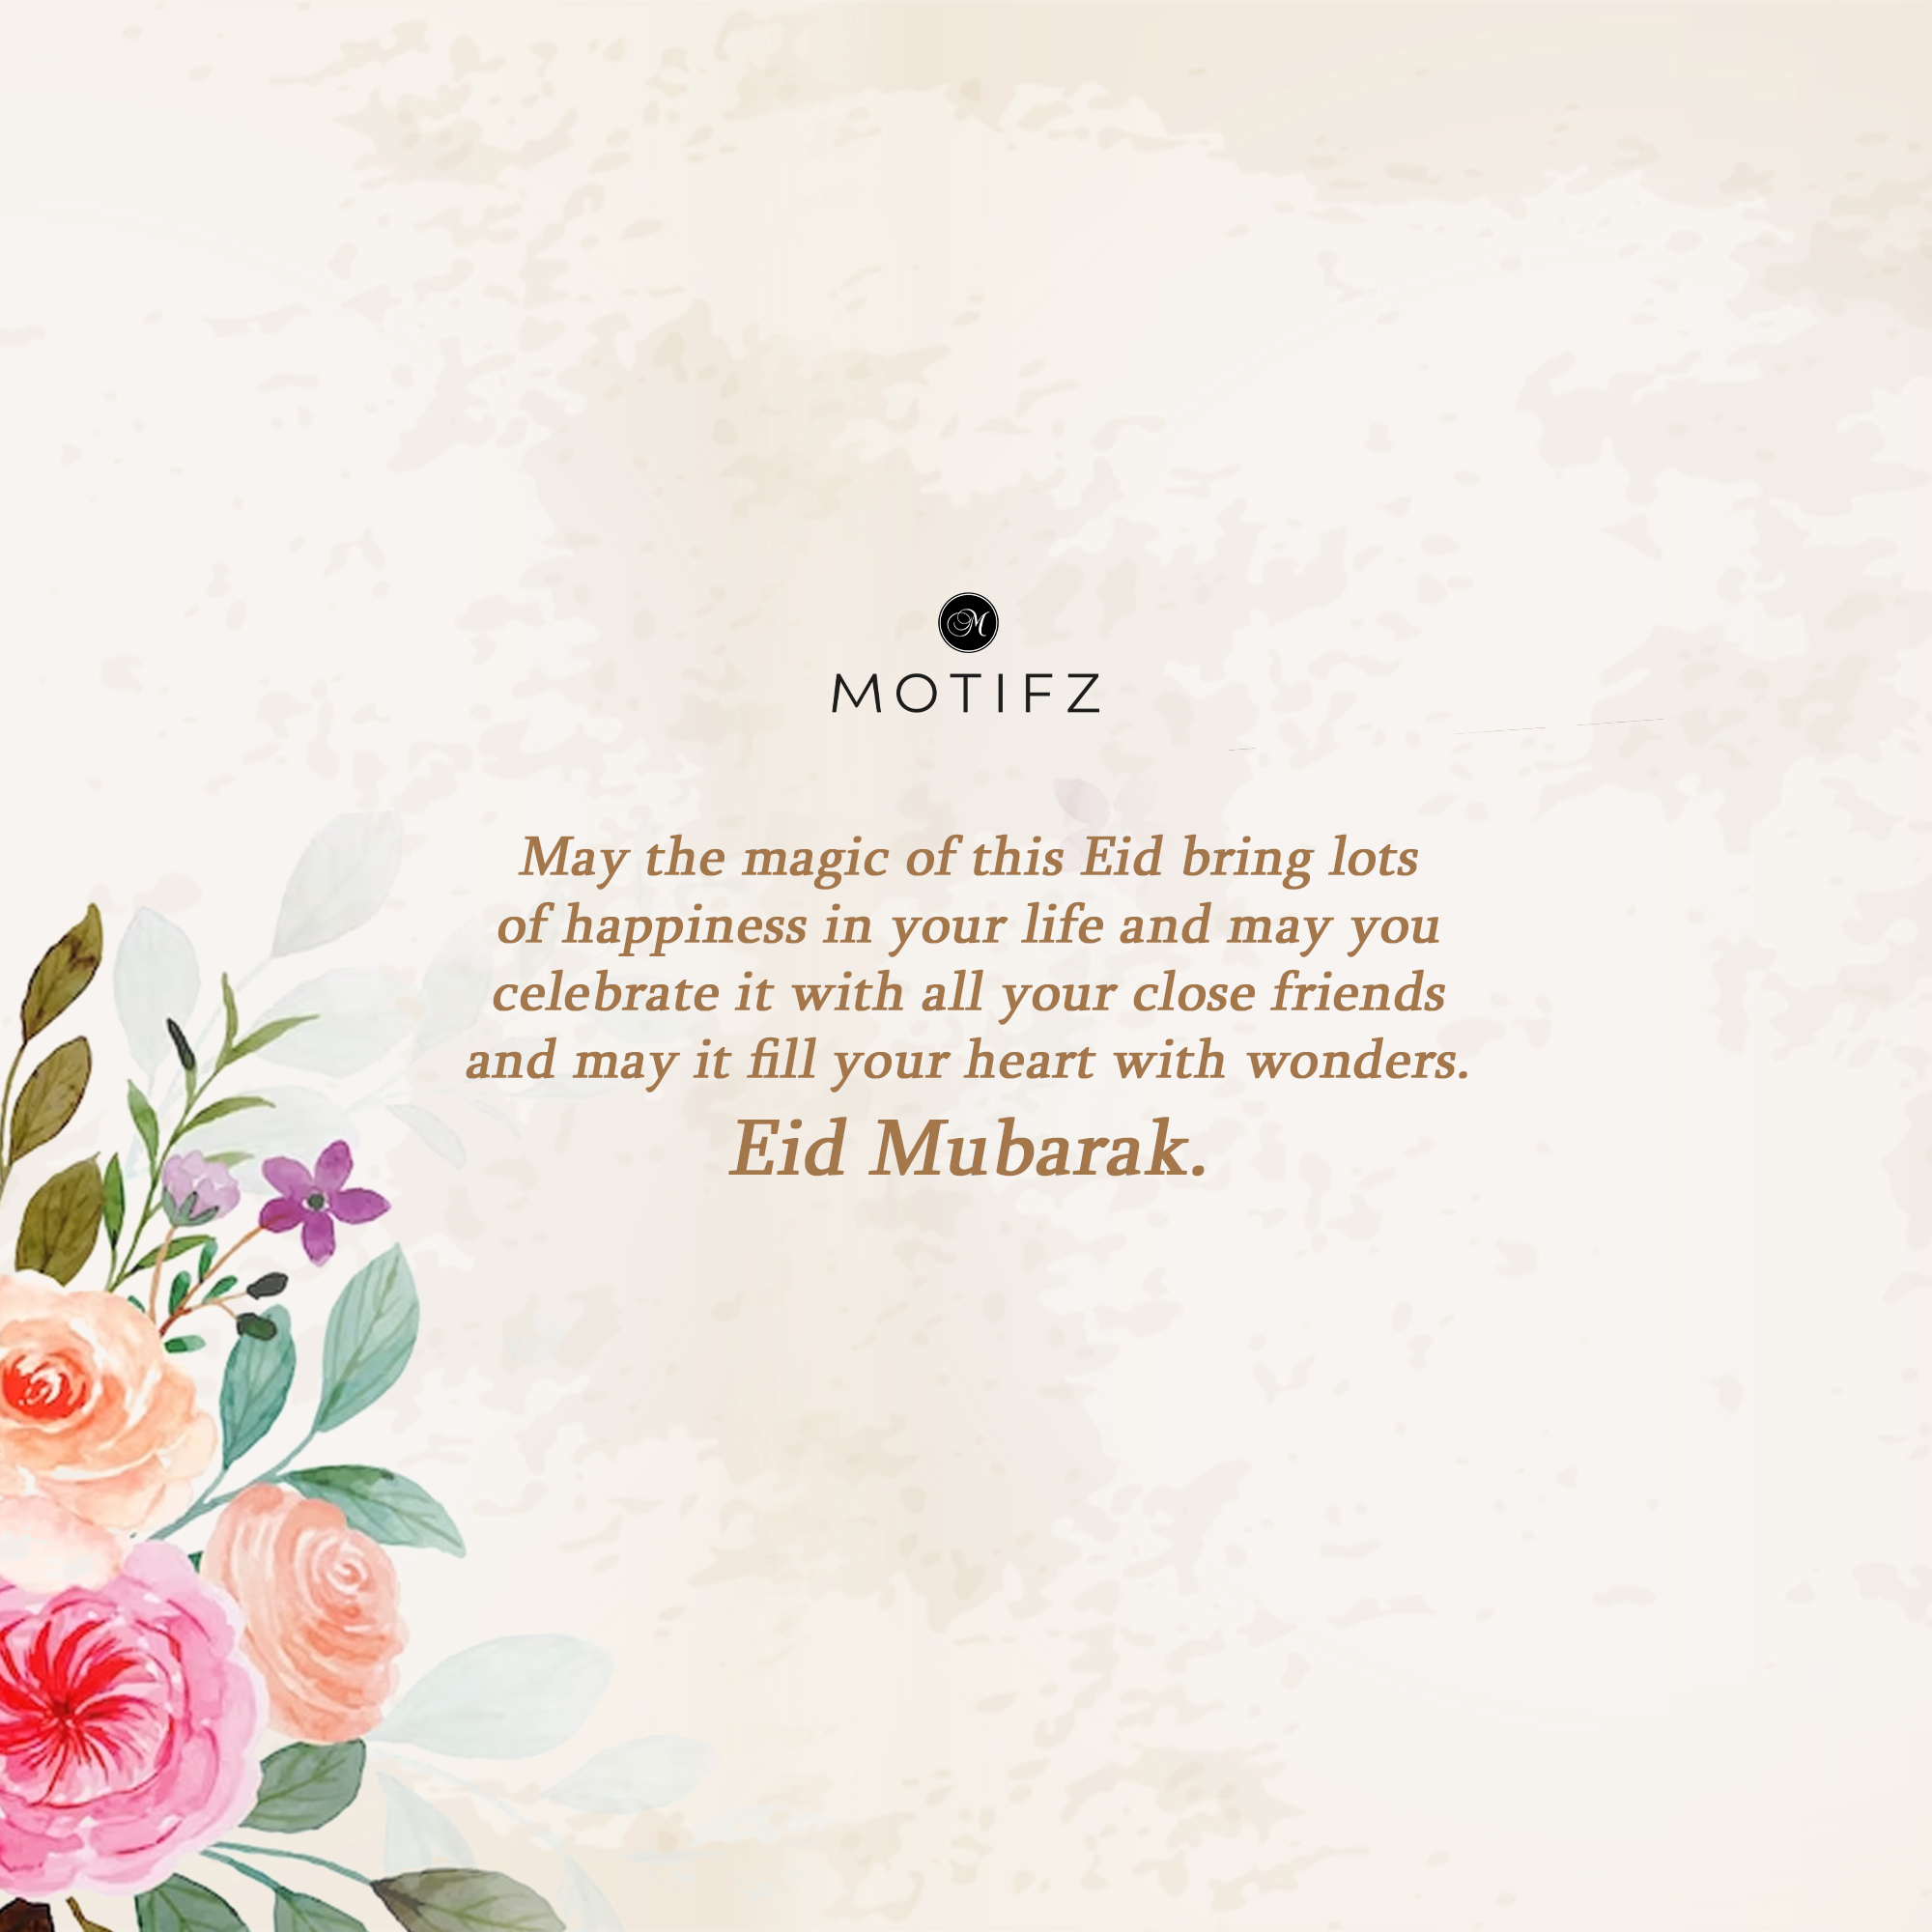 M
MOTIFZ
May the magic of this Eid bring lots
of happiness in your life and may you
celebrate it with all your close friends
and may it fill your heart with wonders.
Eid Mubarak.